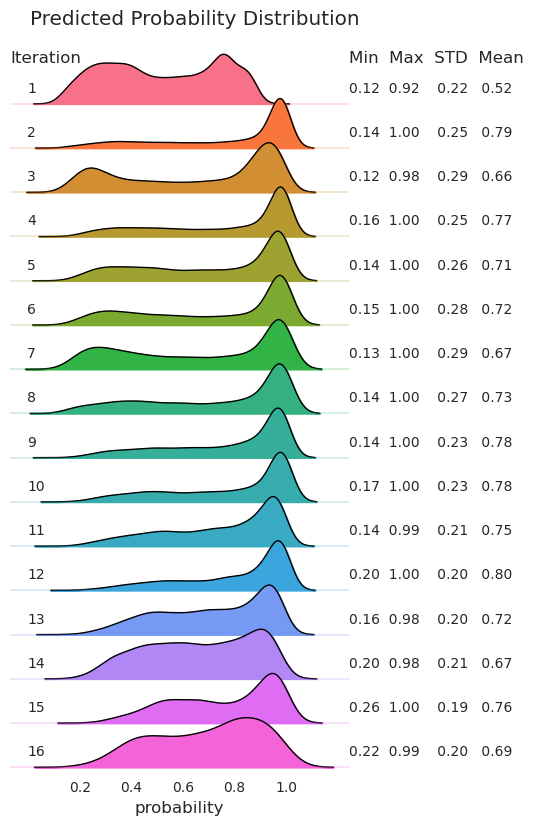 Predicted Probability Distribution
Iteration Min Max STD Mean
1 0.12 0.92 0.22 0.52
2 0.14 1.00 0.25 0.79
3 0.12 0.98 0.29 0.66
4 0.16 1.00 0.25 0.77
5 0.14 1.00 0.26 0.71
6 0.15 1.00 0.28 0.72
7 0.13 1.00 0.29 0.67
8 0.14 1.00 0.27 0.73
9 0.14 1.00 0.23 0.78
10 0.17 1.00 0.23 0.78
11 0.14 0.99 0.21 0.75
12 0.20 1.00 0.20 0.80
13 0.16 0.98 0.20 0.72
14 0.20 0.98 0.21 0.67
15 0.26 1.00 0.19 0.76
16 0.22 0.99 0.20 0.69
0.2 0.4 0.6 0.8 1.0
probability